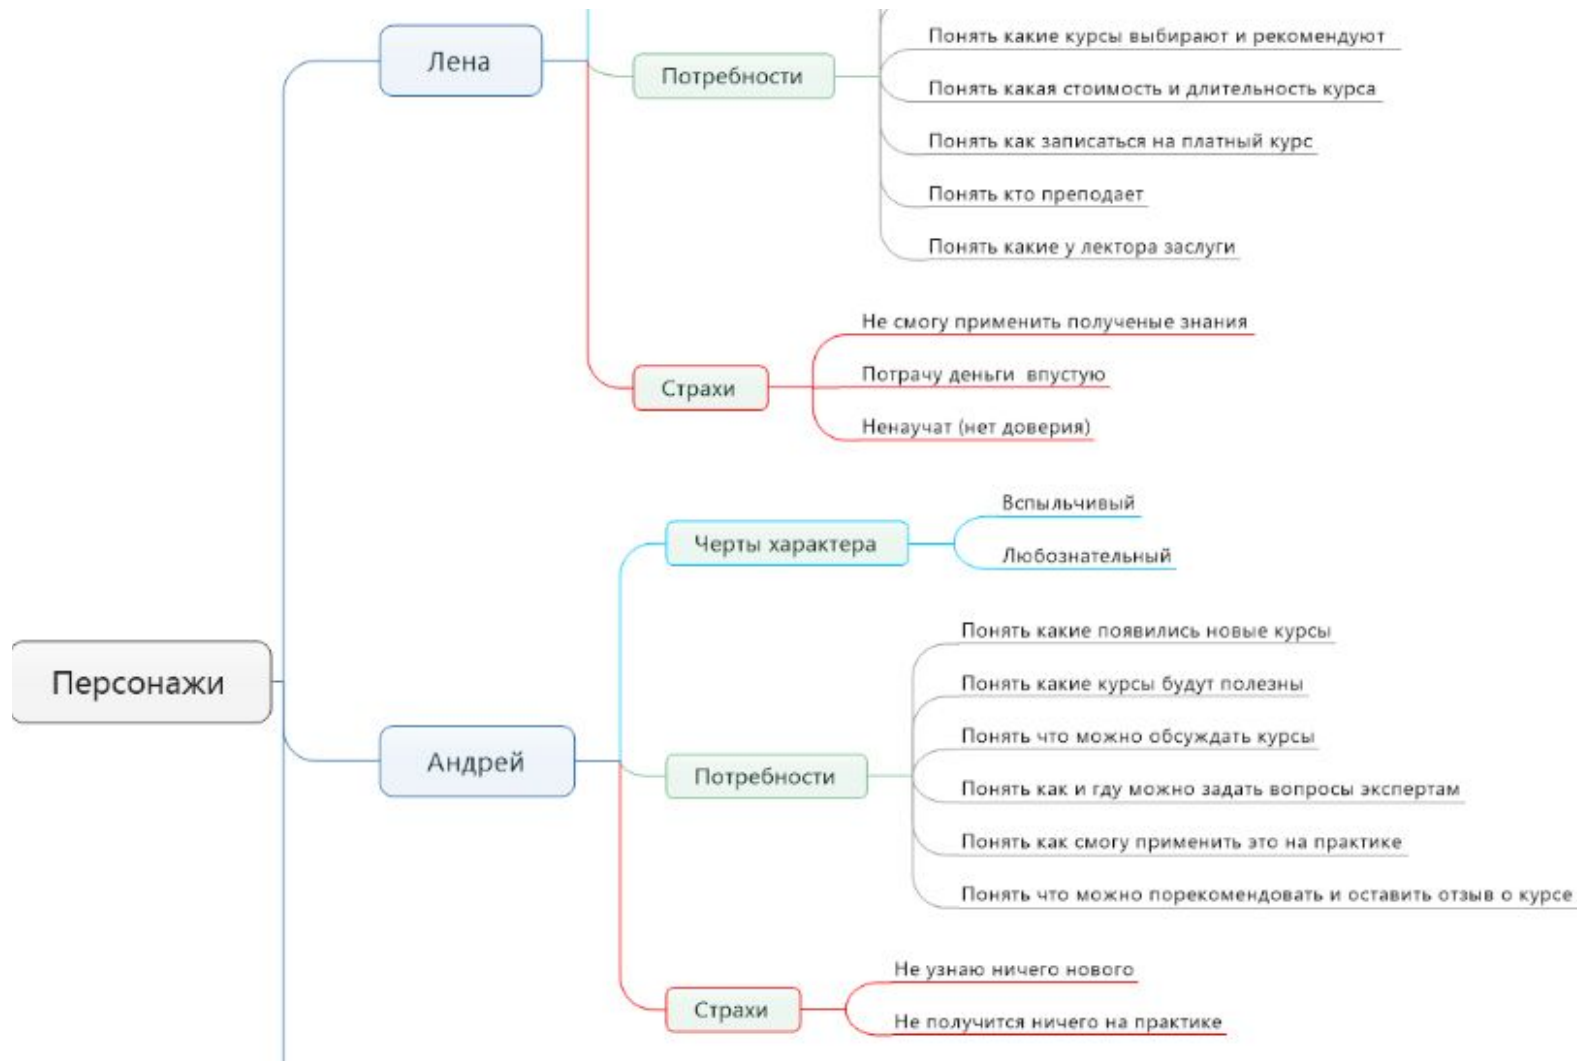 Персонажи
Лена
Потребности
Понять какие курсы выбирают и рекомендуют
Понять какая стоимость и длительность курса
Понять как записаться на платный курс
Понять кто преподает
Понять какие у лектора заслуги
Страхи
Не смогу применить полученые знания
Потрачу деньги впустую
Ненаучат (нет доверия)
Андрей
Черты характера
Вспыльчивый
Любознательный
Потребности
Понять какие появились новые курсы
Понять какие курсы будут полезны
Понять что можно обсуждать курсы
Понять как и гду можно задать вопросы экспертам
Понять как смогу применить это на практике
Понять что можно порекомендовать и оставить отзыв о курсе
Страхи
Не узнаю ничего нового
Не получится ничего на практике